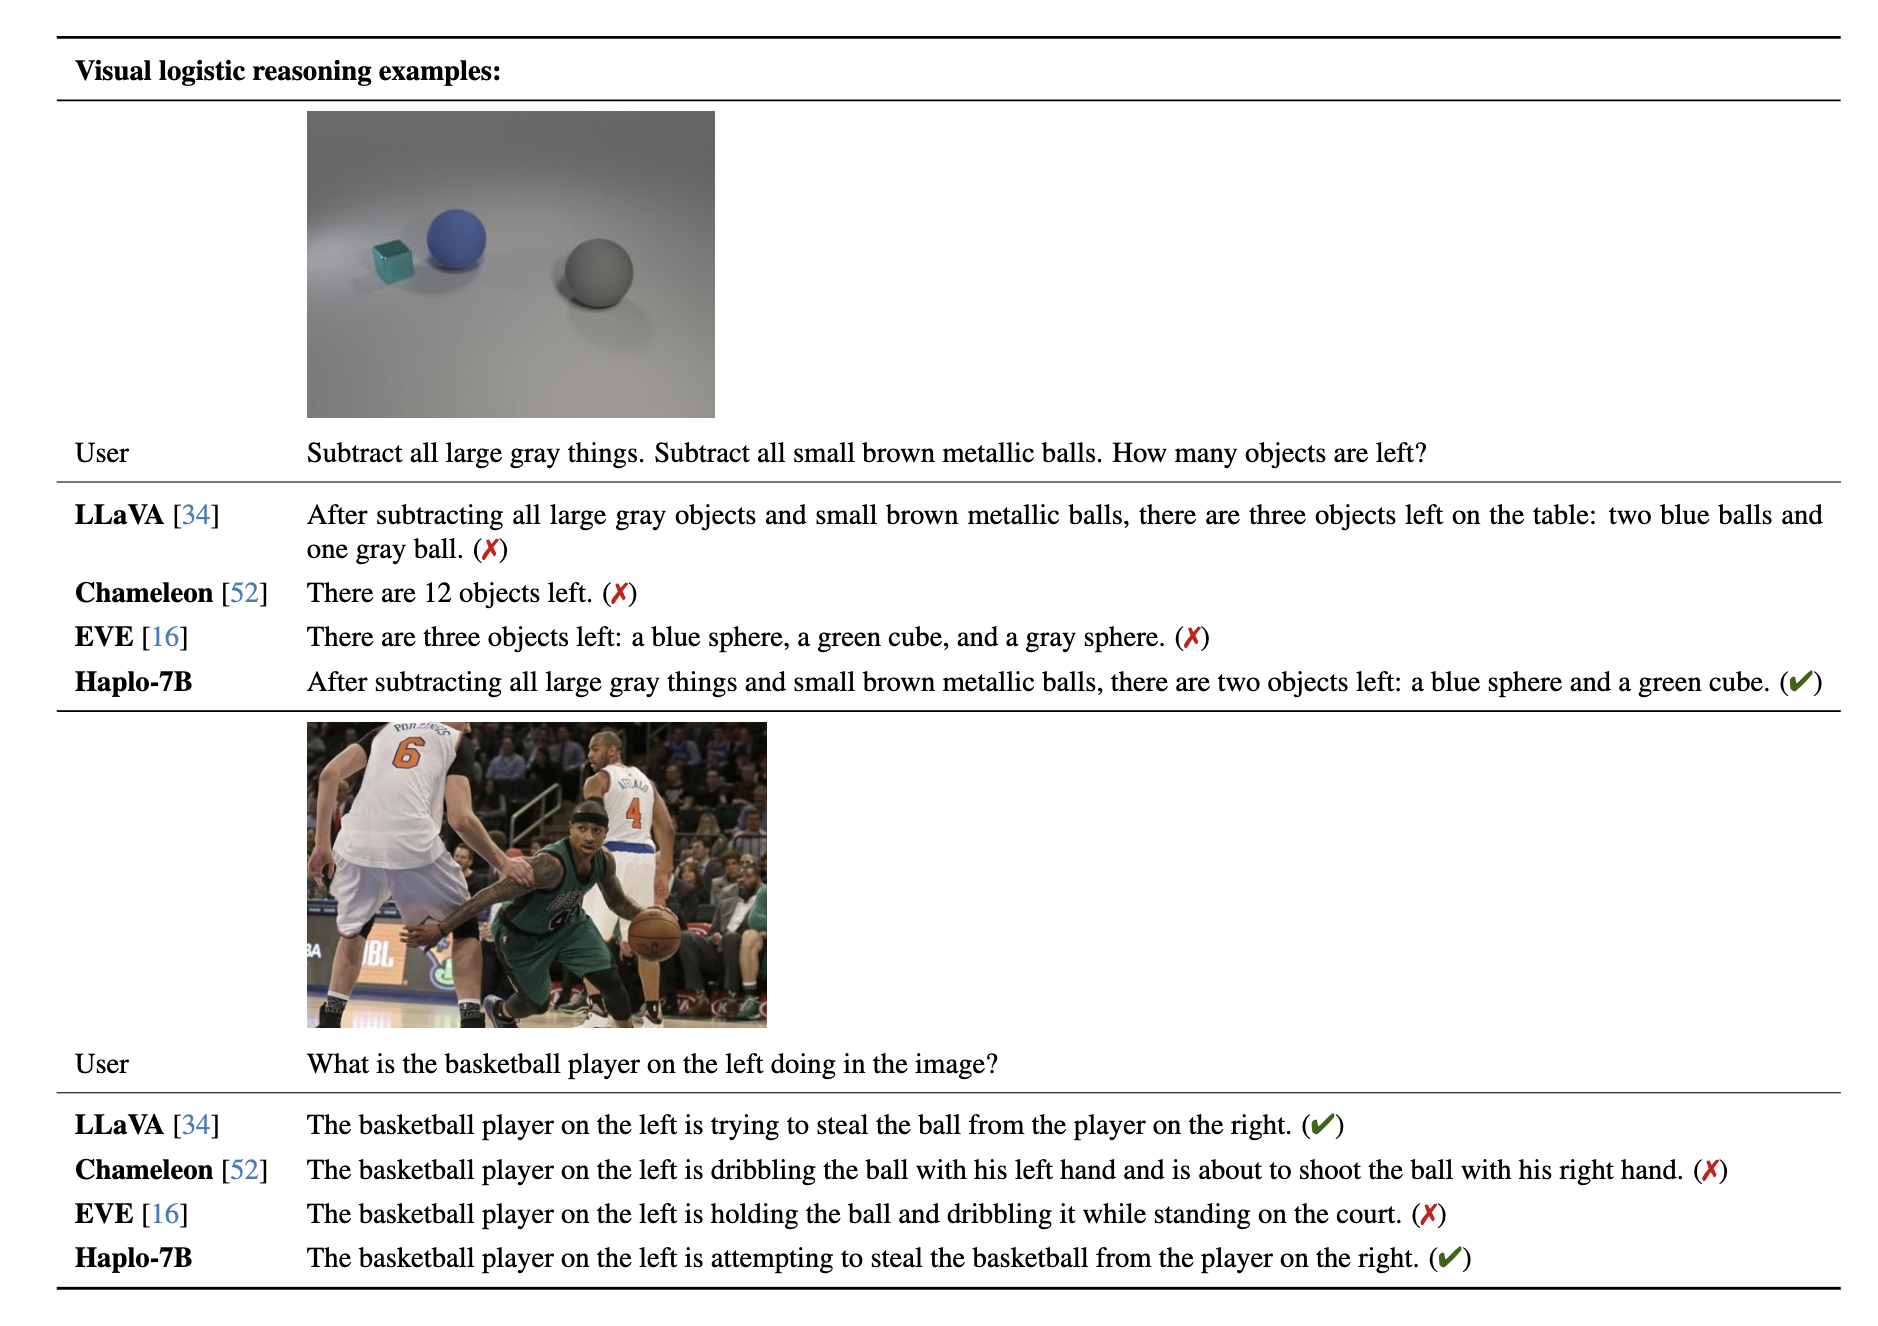 Visual logistic reasoning examples:
User Subtract all large gray things. Subtract all small brown metallic balls. How many objects are left?
LLaVA [34] After subtracting all large gray objects and small brown metallic balls, there are three objects left on the table: two blue balls and
one gray ball. (✗)
Chameleon [52] There are 12 objects left. (✗)
EVE [16] There are three objects left: a blue sphere, a green cube, and a gray sphere. (✗)
Haplo-7B After subtracting all large gray things and small brown metallic balls, there are two objects left: a blue sphere and a green cube. (✔)
6
AFFLALO
4
JBL
User What is the basketball player on the left doing in the image?
LLaVA [34] The basketball player on the left is trying to steal the ball from the player on the right. (✔)
Chameleon [52] The basketball player on the left is dribbling the ball with his left hand and is about to shoot the ball with his right hand. (✗)
EVE [16] The basketball player on the left is holding the ball and dribbling it while standing on the court. (✗)
Haplo-7B The basketball player on the left is attempting to steal the basketball from the player on the right. (✔)